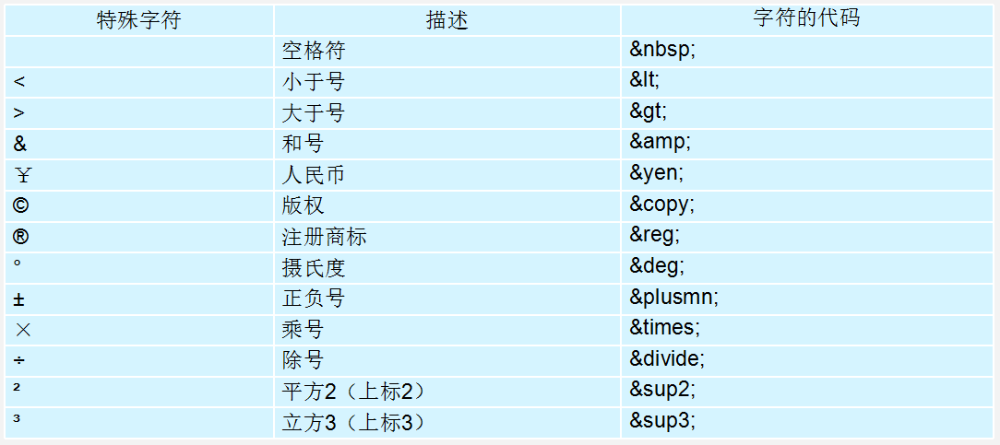 特殊字符 描述 字符的代码
空格符 &nbsp;
< 小于号 &lt;
> 大于号 &gt;
& 和号 &amp;
¥ 人民币 &yen;
© 版权 &copy;
® 注册商标 &reg;
° 摄氏度 &deg;
± 正负号 &plusmn;
× 乘号 &times;
÷ 除号 &divide;
² 平方2（上标2） &sup2;
³ 立方3（上标3） &sup3;